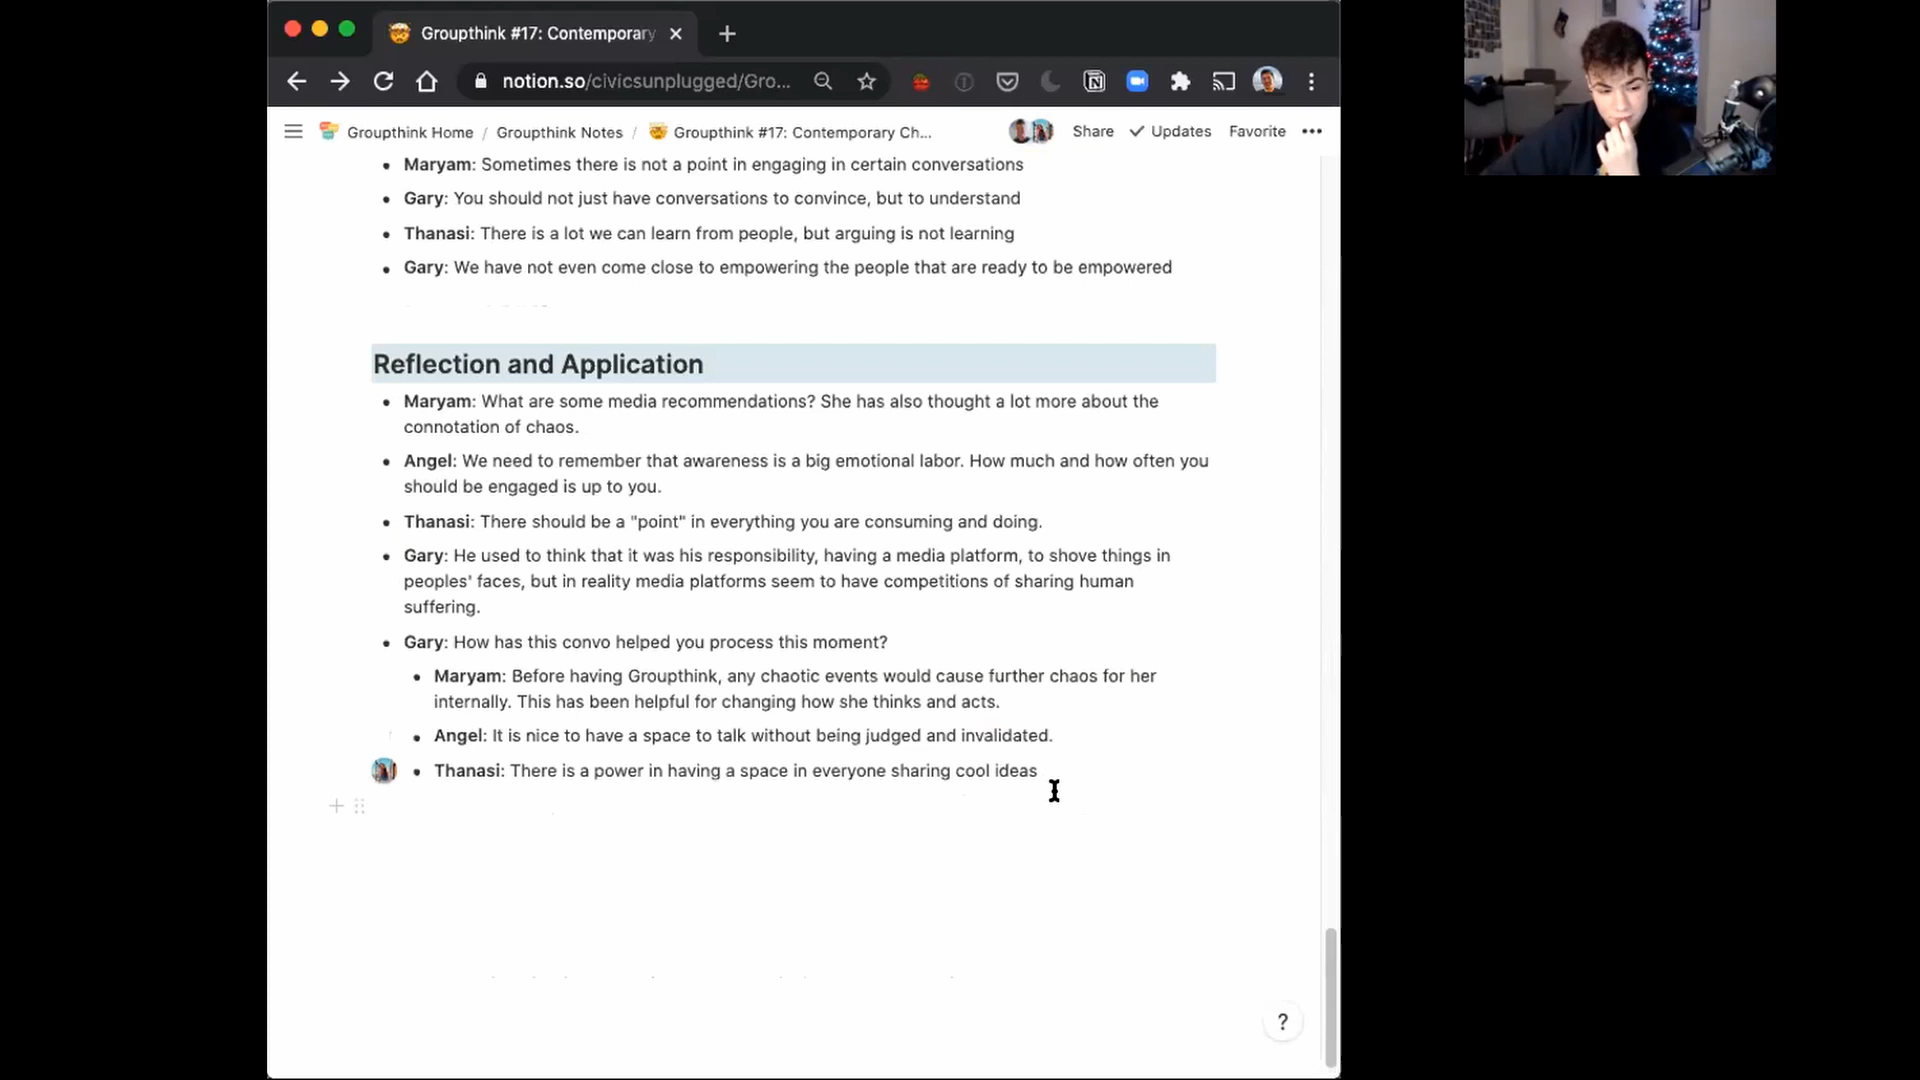 Groupthink #17: Contemporary
notion.so/civicsunplugged/Gro...
Groupthink Home / Groupthink Notes / Groupthink #17: Contemporary Ch... Share Updates Favorite
Maryam: Sometimes there is not a point in engaging in certain conversations
Gary: You should not just have conversations to convince, but to understand
Thanasi: There is a lot we can learn from people, but arguing is not learning
Gary: We have not even come close to empowering the people that are ready to be empowered
Reflection and Application
Maryam: What are some media recommendations? She has also thought a lot more about the
connotation of chaos.
Angel: We need to remember that awareness is a big emotional labor. How much and how often you
should be engaged is up to you.
Thanasi: There should be a "point" in everything you are consuming and doing.
Gary: He used to think that it was his responsibility, having a media platform, to shove things in
peoples' faces, but in reality media platforms seem to have competitions of sharing human
suffering.
Gary: How has this convo helped you process this moment?
Maryam: Before having Groupthink, any chaotic events would cause further chaos for her
internally. This has been helpful for changing how she thinks and acts.
Angel: It is nice to have a space to talk without being judged and invalidated.
Thanasi: There is a power in having a space in everyone sharing cool ideas
?